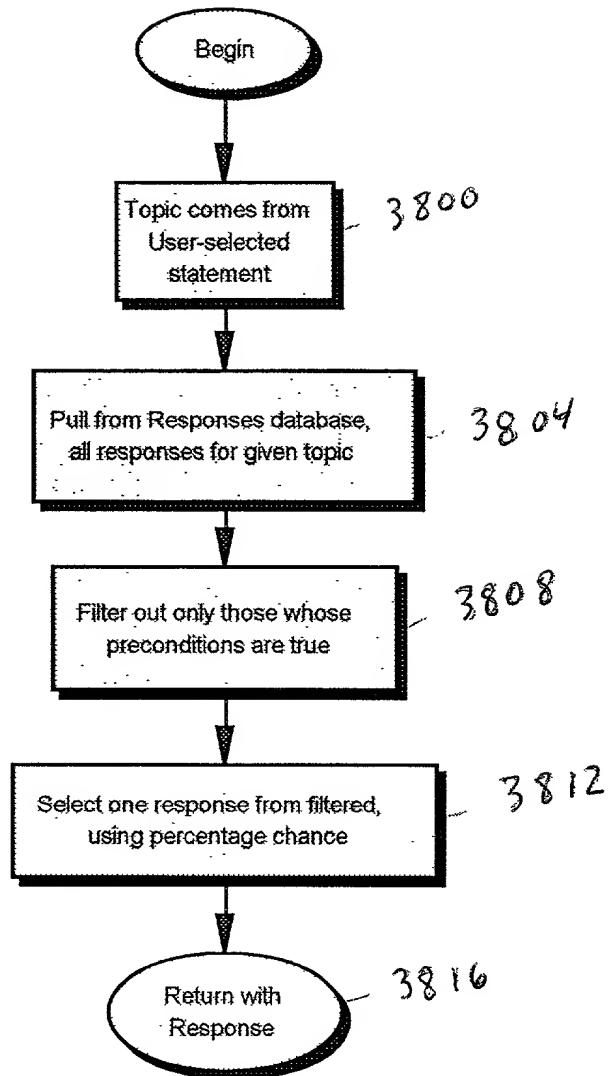 Begin
Topic comes from
User-selected
statement
3800
Pull from Responses database,
all responses for given topic
3804
Filter out only those whose
preconditions are true
3808
Select one response from filtered,
using percentage chance
3812
Return with
Response
3816